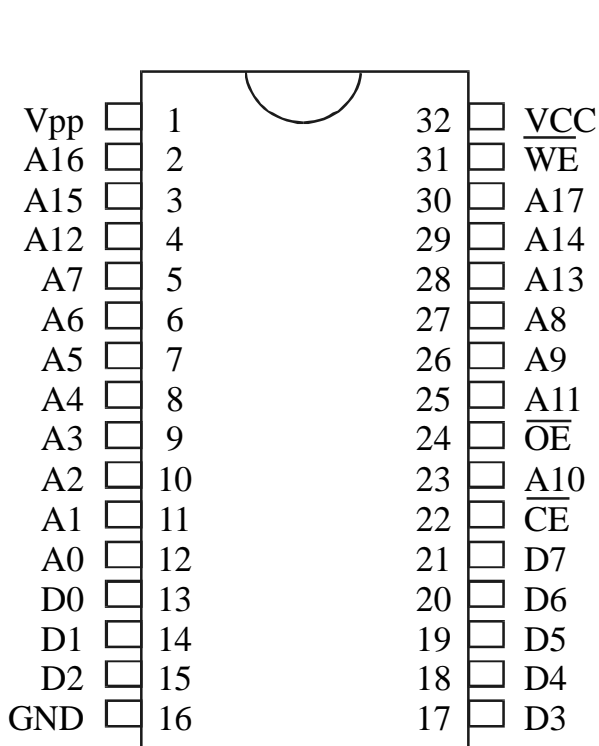 Vpp 1 32 VCC
A16 2 31 W̅E̅
A15 3 30 A17
A12 4 29 A14
A7 5 28 A13
A6 6 27 A8
A5 7 26 A9
A4 8 25 A11
A3 9 24 O̅E̅
A2 10 23 A10
A1 11 22 C̅E̅
A0 12 21 D7
D0 13 20 D6
D1 14 19 D5
D2 15 18 D4
GND 16 17 D3